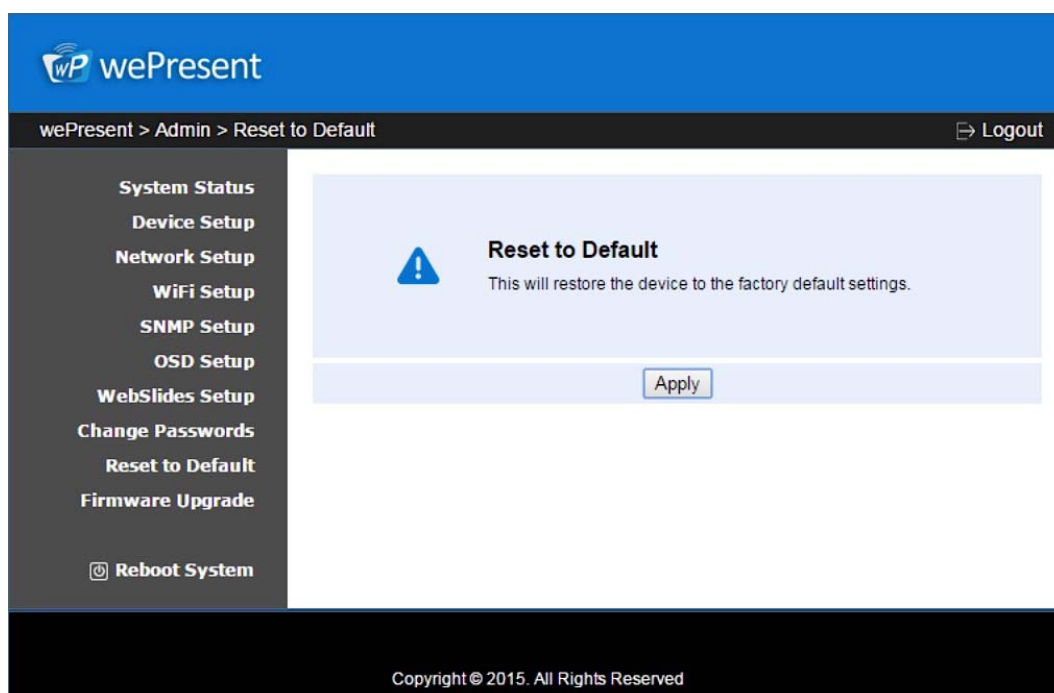 wP wePresent
wePresent > Admin > Reset to Default
Logout
System Status
Device Setup
Network Setup
WiFi Setup
SNMP Setup
OSD Setup
WebSlides Setup
Change Passwords
Reset to Default
Firmware Upgrade
Reboot System
Reset to Default
This will restore the device to the factory default settings.
Apply
Copyright © 2015. All Rights Reserved